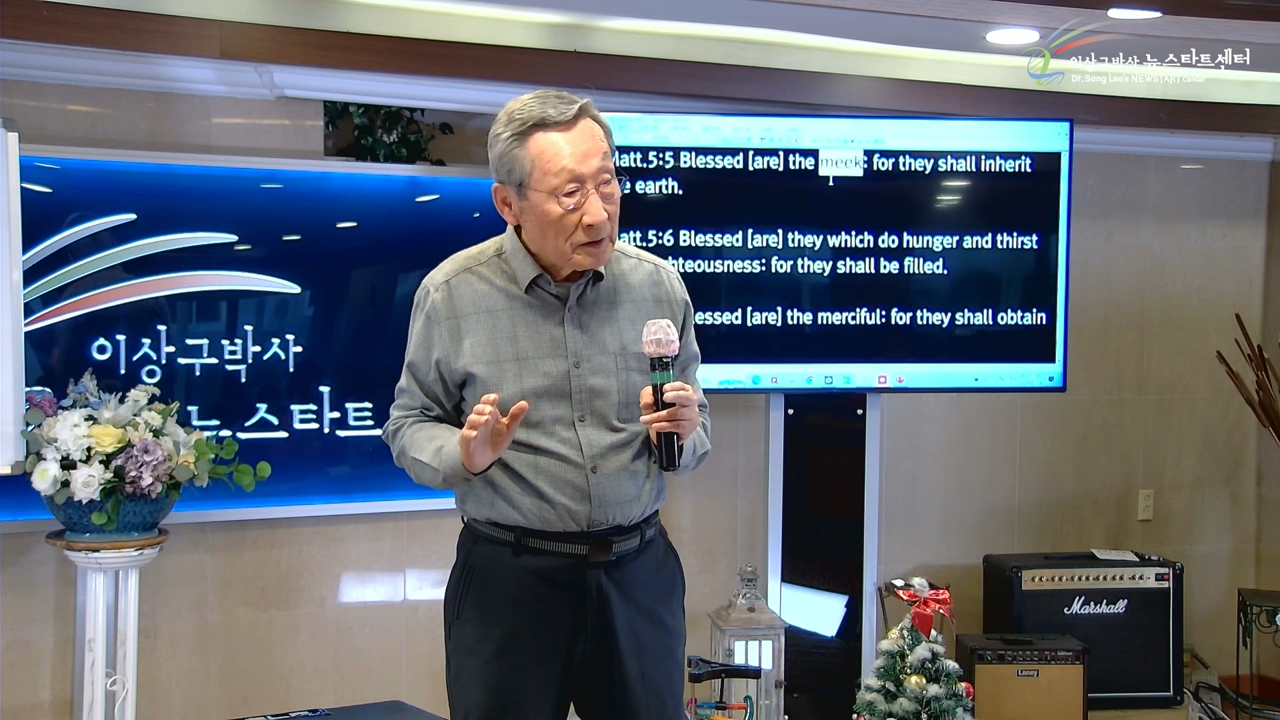 이상구박사 뉴스타트센터
Dr. Sang Lee's NEWSTART Center
Matt.5:5 Blessed [are] the meek: for they shall inherit
earth.
Matt.5:6 Blessed [are] they which do hunger and thirst
for they shall be filled.
[are] the merciful: for they shall obtain
이상구박사
뉴스타트
Marshall
Laney